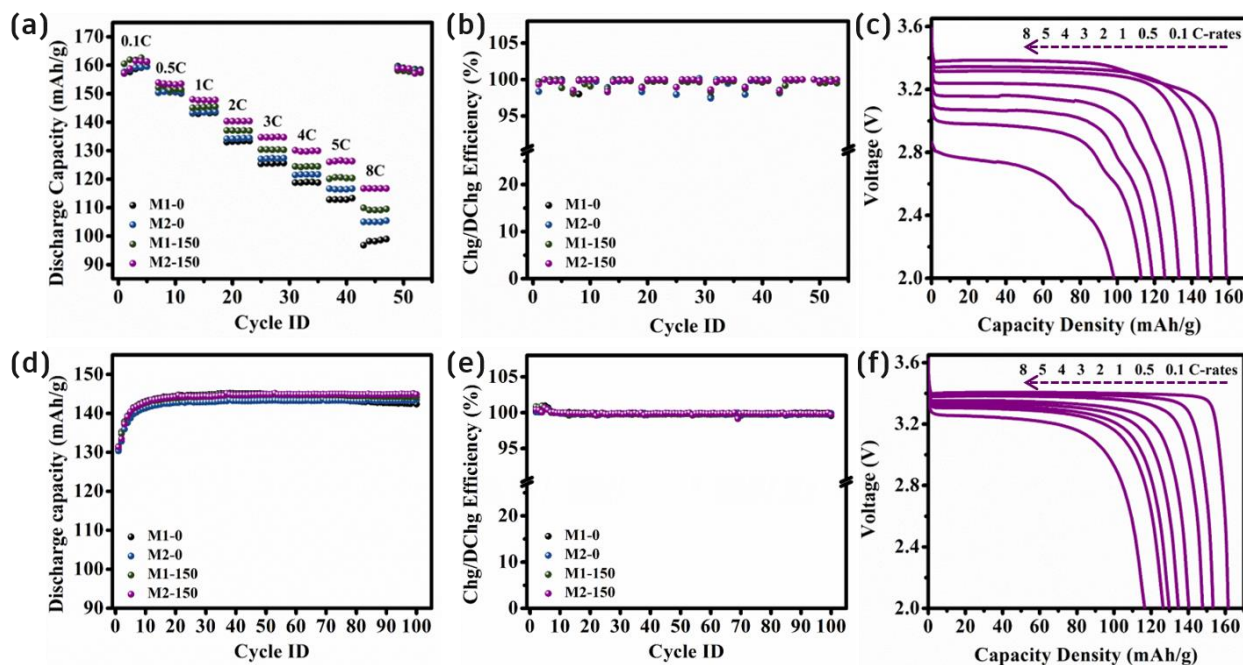 (a)
Discharge Capacity (mAh/g)
170
160
150
140
130
120
110
100
90
0.1C
0.5C
1C
2C
3C
4C
5C
8C
M1-0
M2-0
M1-150
M2-150
0 10 20 30 40 50
Cycle ID
(b)
Chg/DChg Efficiency (%)
105
100
95
20
15
10
5
0
M1-0
M2-0
M1-150
M2-150
0 10 20 30 40 50
Cycle ID
(c)
Voltage (V)
3.6
3.2
2.8
2.4
2.0
8 5 4 3 2 1 0.5 0.1 C-rates
0 20 40 60 80 100 120 140 160
Capacity Density (mAh/g)
(d)
Discharge capacity (mAh/g)
150
140
130
120
110
100
90
M1-0
M2-0
M1-150
M2-150
0 10 20 30 40 50 60 70 80 90 100
Cycle ID
(e)
Chg/DChg Efficiency (%)
105
100
95
20
15
10
5
0
M1-0
M2-0
M1-150
M2-150
0 10 20 30 40 50 60 70 80 90 100
Cycle ID
(f)
Voltage (V)
3.6
3.2
2.8
2.4
2.0
8 5 4 3 2 1 0.5 0.1 C-rates
0 20 40 60 80 100 120 140 160
Capacity Density (mAh/g)